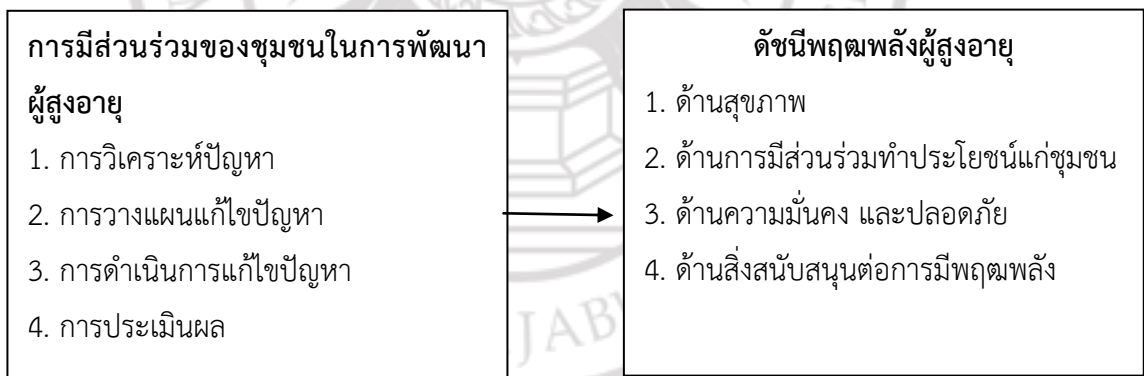 การมีส่วนร่วมของชุมชนในการพัฒนา
ผู้สูงอายุ
1. การวิเคราะห์ปัญหา
2. การวางแผนแก้ไขปัญหา
3. การดำเนินการแก้ไขปัญหา
4. การประเมินผล
ดัชนีพฤฒพลังผู้สูงอายุ
1. ด้านสุขภาพ
2. ด้านการมีส่วนร่วมทำประโยชน์แก่ชุมชน
3. ด้านความมั่นคง และปลอดภัย
4. ด้านสิ่งสนับสนุนต่อการมีพฤฒพลัง
JAB